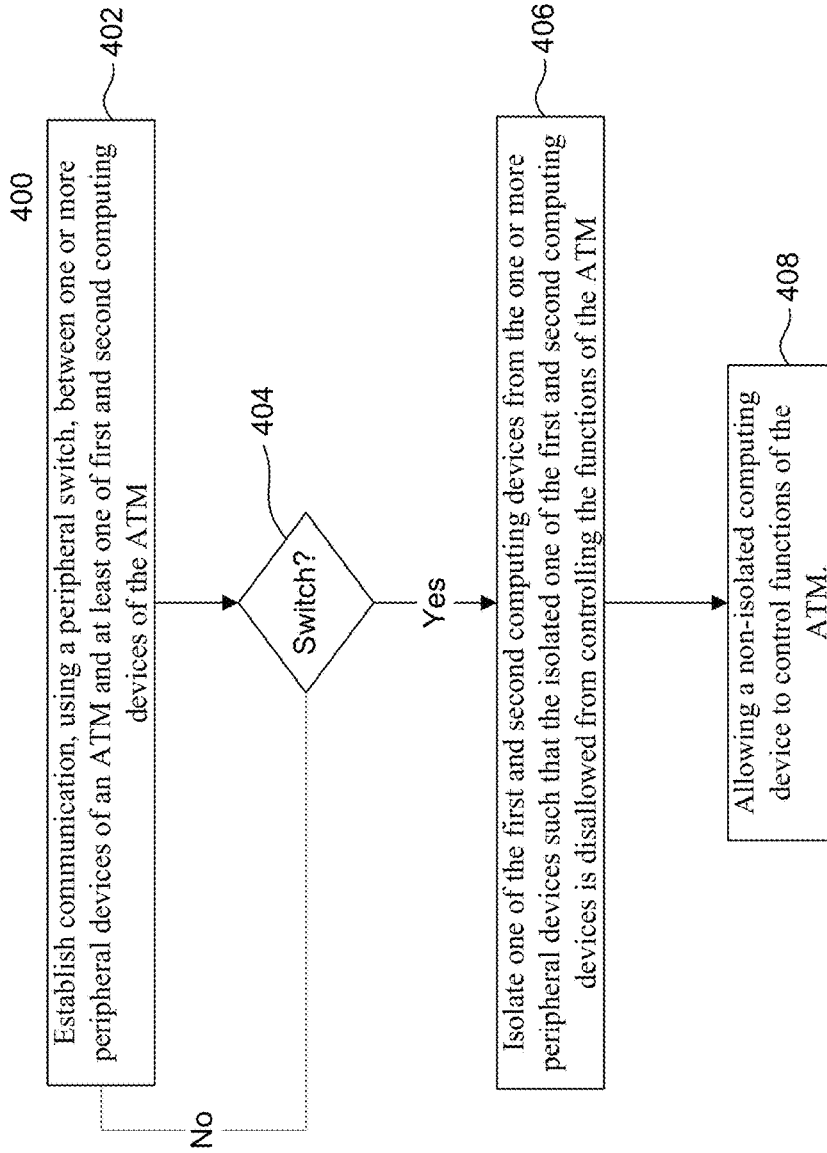 400
Establish communication, using a peripheral switch, between one or more
peripheral devices of an ATM and at least one of first and second computing
devices of the ATM
402
Switch?
404
No
Yes
Isolate one of the first and second computing devices from the one or more
peripheral devices such that the isolated one of the first and second computing
devices is disallowed from controlling the functions of the ATM
406
Allowing a non-isolated computing
device to control functions of the
ATM.
408